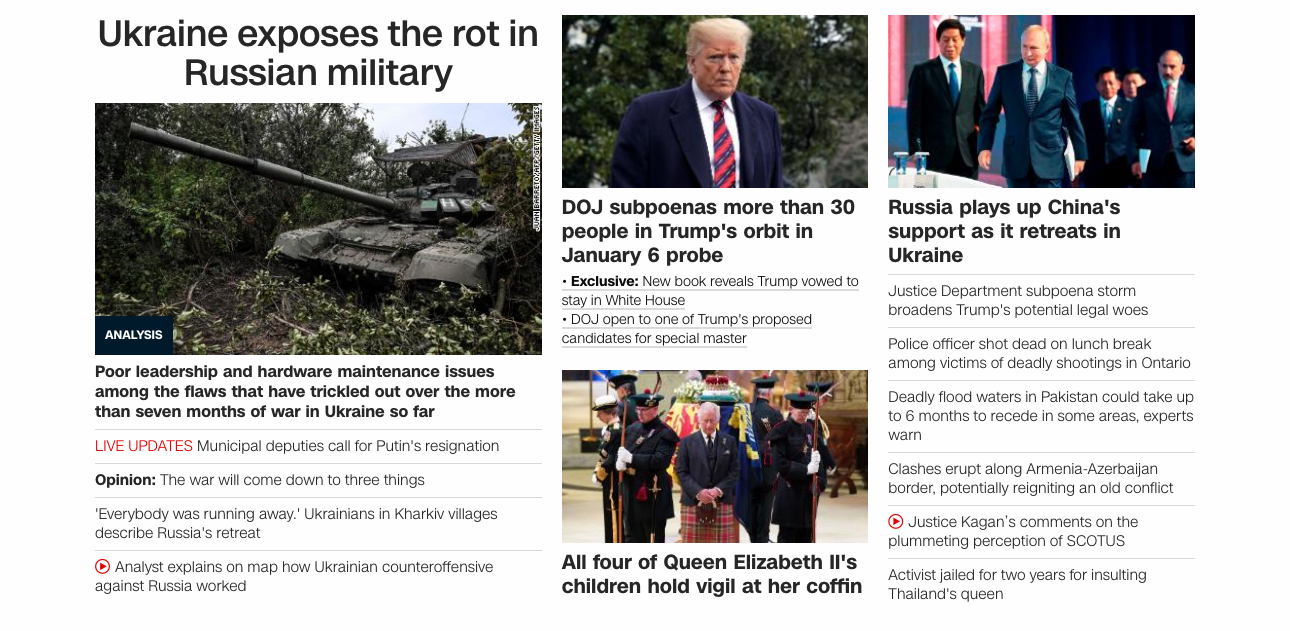 Ukraine exposes the rot in
Russian military
JUAN BARRETO/AFP/GETTY IMAGES
ANALYSIS
Poor leadership and hardware maintenance issues
among the flaws that have trickled out over the more
than seven months of war in Ukraine so far
LIVE UPDATES Municipal deputies call for Putin's resignation
Opinion: The war will come down to three things
'Everybody was running away.' Ukrainians in Kharkiv villages
describe Russia's retreat
Analyst explains on map how Ukrainian counteroffensive
against Russia worked
DOJ subpoenas more than 30
people in Trump's orbit in
January 6 probe
• Exclusive: New book reveals Trump vowed to
stay in White House
• DOJ open to one of Trump's proposed
candidates for special master
All four of Queen Elizabeth II's
children hold vigil at her coffin
Russia plays up China's
support as it retreats in
Ukraine
Justice Department subpoena storm
broadens Trump's potential legal woes
Police officer shot dead on lunch break
among victims of deadly shootings in Ontario
Deadly flood waters in Pakistan could take up
to 6 months to recede in some areas, experts
warn
Clashes erupt along Armenia-Azerbaijan
border, potentially reigniting an old conflict
Justice Kagan's comments on the
plummeting perception of SCOTUS
Activist jailed for two years for insulting
Thailand's queen